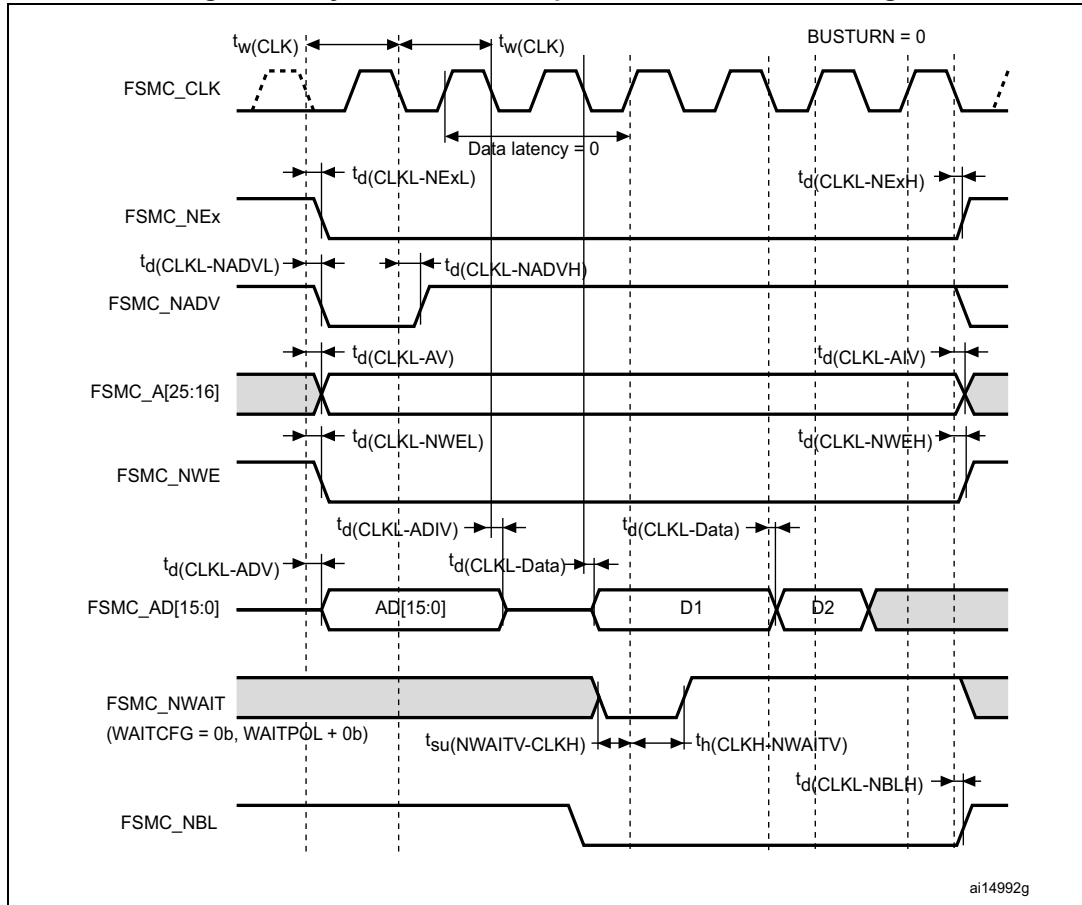 tw(CLK) tw(CLK) BUSTURN = 0
FSMC_CLK
Data latency = 0
td(CLKL-NExL) td(CLKL-NExH)
FSMC_NEx
td(CLKL-NADVL) td(CLKL-NADVH)
FSMC_NADV
td(CLKL-AV) td(CLKL-AIV)
FSMC_A[25:16]
td(CLKL-NWEL) td(CLKL-NWEH)
FSMC_NWE
td(CLKL-ADIV) td(CLKL-Data)
td(CLKL-ADV) td(CLKL-Data)
FSMC_AD[15:0] AD[15:0] D1 D2
FSMC_NWAIT
(WAITCFG = 0b, WAITPOL + 0b)
tsu(NWAITV-CLKH) th(CLKH-NWAITV)
td(CLKL-NBLH)
FSMC_NBL
ai14992g